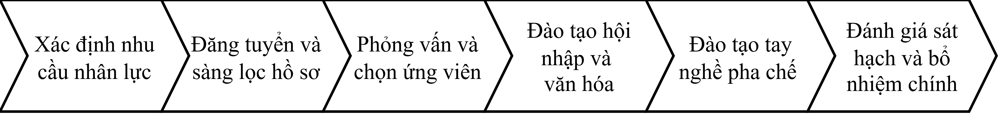 Xác định nhu
cầu nhân lực
Đăng tuyển và
sàng lọc hồ sơ
Phỏng vấn và
chọn ứng viên
Đào tạo hội
nhập và
văn hóa
Đào tạo tay
nghề pha chế
Đánh giá sát
hạch và bổ
nhiệm chính